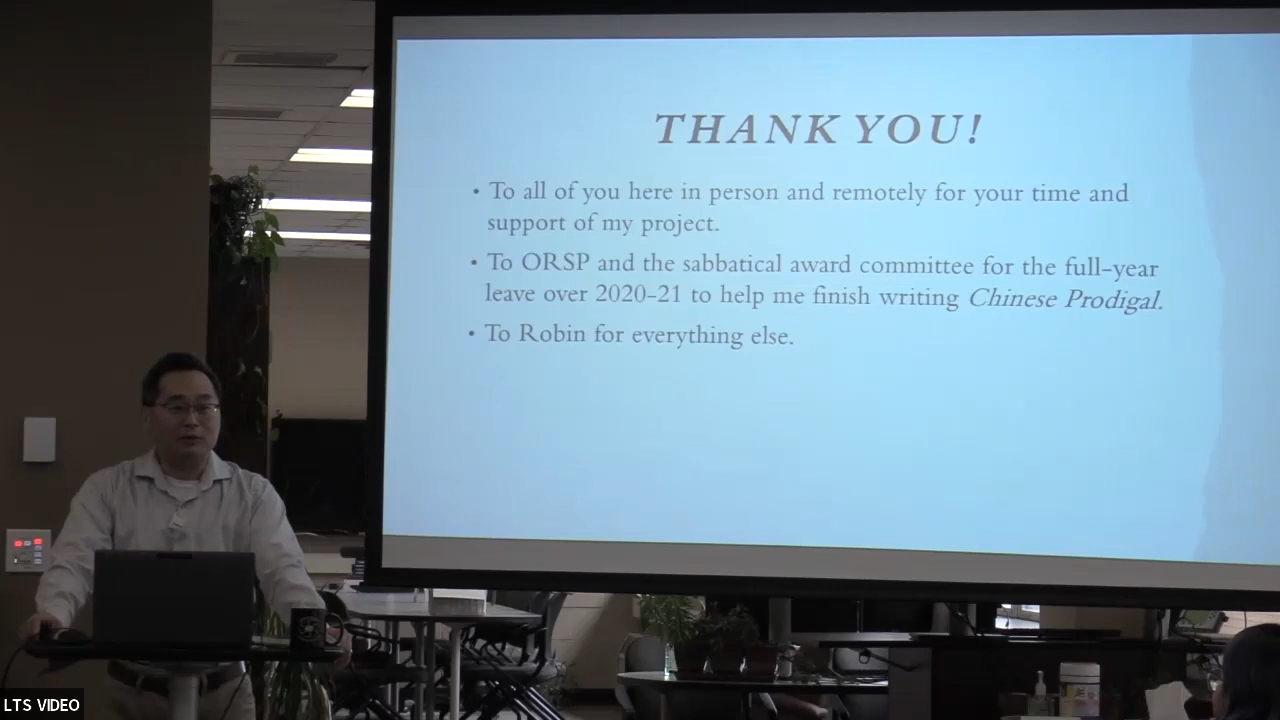 THANK YOU!
• To all of you here in person and remotely for your time and
support of my project.
• To ORSP and the sabbatical award committee for the full-year
leave over 2020-21 to help me finish writing Chinese Prodigal.
• To Robin for everything else.
LTS VIDEO